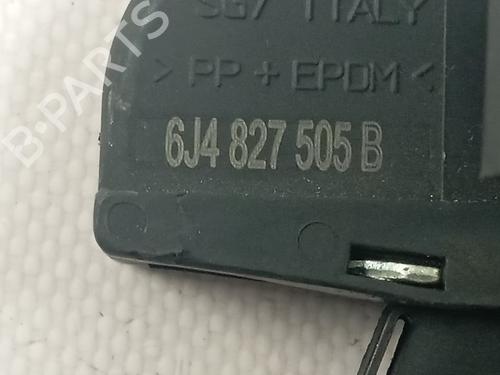 SG7 ITALY
> PP + EPDM <
6J4 827 505 B
B-PARTS